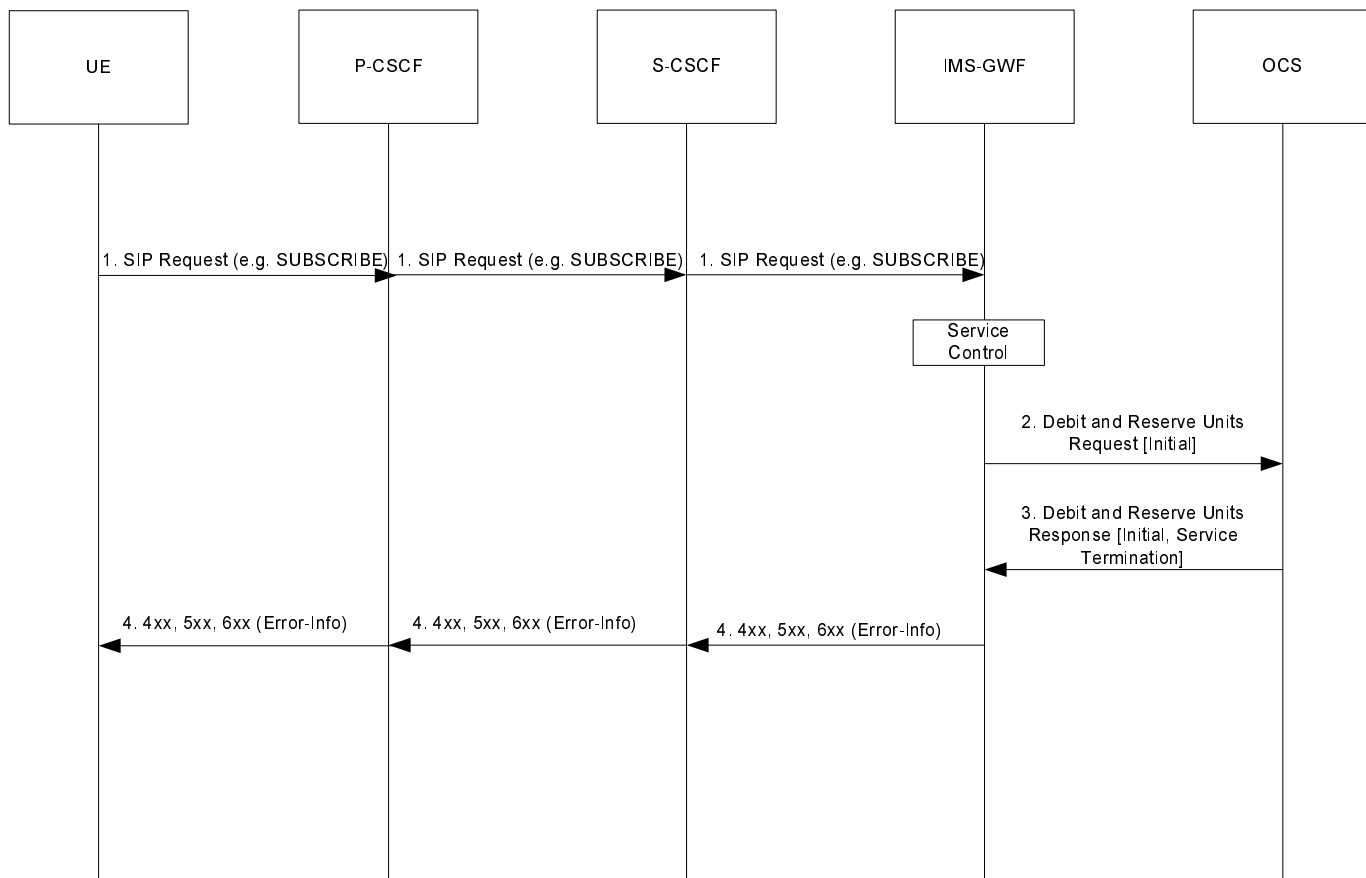 UE
P-CSCF
S-CSCF
IMS-GWF
OCS
1. SIP Request (e.g. SUBSCRIBE)
1. SIP Request (e.g. SUBSCRIBE)
1. SIP Request (e.g. SUBSCRIBE)
Service
Control
2. Debit and Reserve Units
Request [Initial]
3. Debit and Reserve Units
Response [Initial, Service
Termination]
4. 4xx, 5xx, 6xx (Error-Info)
4. 4xx, 5xx, 6xx (Error-Info)
4. 4xx, 5xx, 6xx (Error-Info)